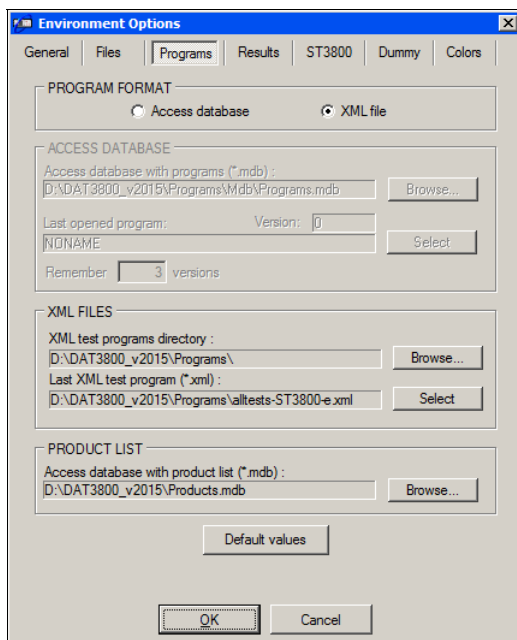 Environment Options
General Files Programs Results ST3800 Dummy Colors
PROGRAM FORMAT
Access database XML file
ACCESS DATABASE
Access database with programs (*.mdb) :
D:\DAT3800_v2015\Programs\Mdb\Programs.mdb Browse...
Last opened program: Version: 0
NONAME Select
Remember 3 versions
XML FILES
XML test programs directory :
D:\DAT3800_v2015\Programs\ Browse...
Last XML test program (*.xml) :
D:\DAT3800_v2015\Programs\alltests-ST3800-e.xml Select
PRODUCT LIST
Access database with product list (*.mdb) :
D:\DAT3800_v2015\Products.mdb Browse...
Default values
OK Cancel